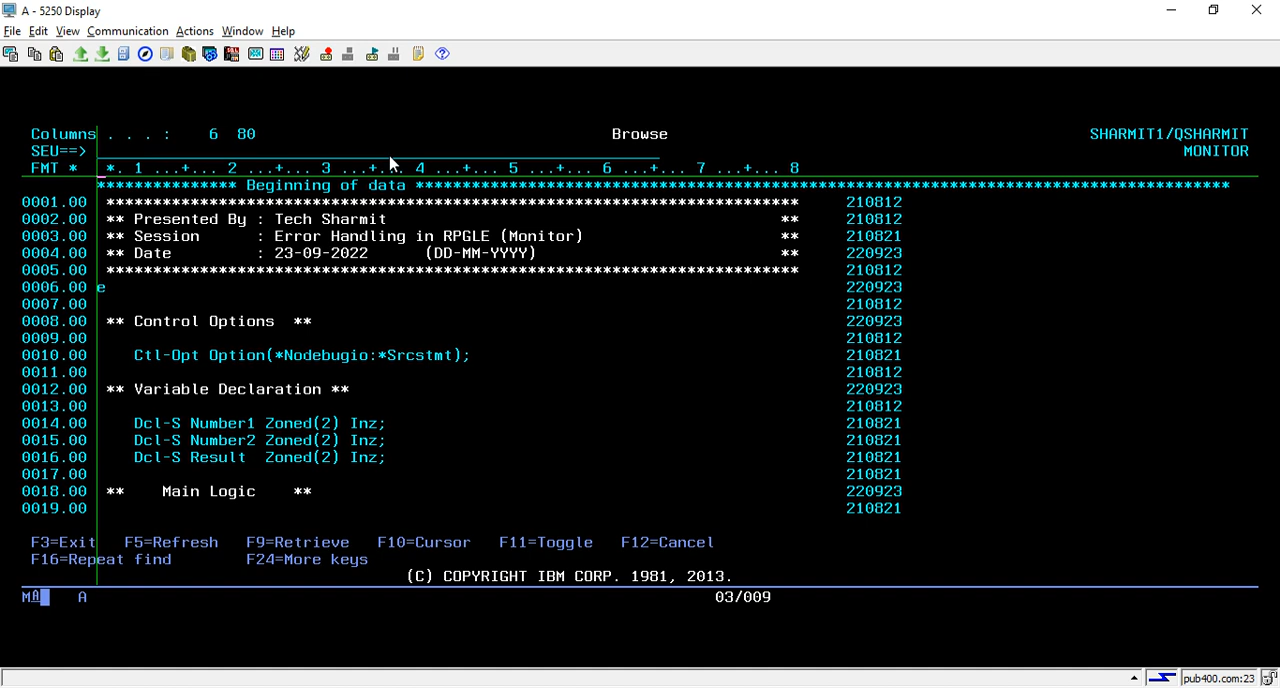 A - 5250 Display
File Edit View Communication Actions Window Help
Columns . . . : 6 80 Browse SHARMIT1/QSHARMIT
SEU==> MONITOR
FMT * *. 1 ...+... 2 ...+... 3 ...+... 4 ...+... 5 ...+... 6 ...+... 7 ...+... 8
*************** Beginning of data ***************************************************************************************
0001.00 ************************************************************************** 210812
0002.00 ** Presented By : Tech Sharmit ** 210812
0003.00 ** Session : Error Handling in RPGLE (Monitor) ** 210821
0004.00 ** Date : 23-09-2022 (DD-MM-YYYY) ** 220923
0005.00 ************************************************************************** 210812
0006.00 e 220923
0007.00 210812
0008.00 ** Control Options ** 220923
0009.00 210812
0010.00 Ctl-Opt Option(*Nodebugio:*Srcstmt); 210821
0011.00 210812
0012.00 ** Variable Declaration ** 220923
0013.00 210812
0014.00 Dcl-S Number1 Zoned(2) Inz; 210821
0015.00 Dcl-S Number2 Zoned(2) Inz; 210821
0016.00 Dcl-S Result Zoned(2) Inz; 210821
0017.00 210821
0018.00 ** Main Logic ** 220923
0019.00 210821
F3=Exit F5=Refresh F9=Retrieve F10=Cursor F11=Toggle F12=Cancel
F16=Repeat find F24=More keys
(C) COPYRIGHT IBM CORP. 1981, 2013.
MA A 03/009
pub400.com:23